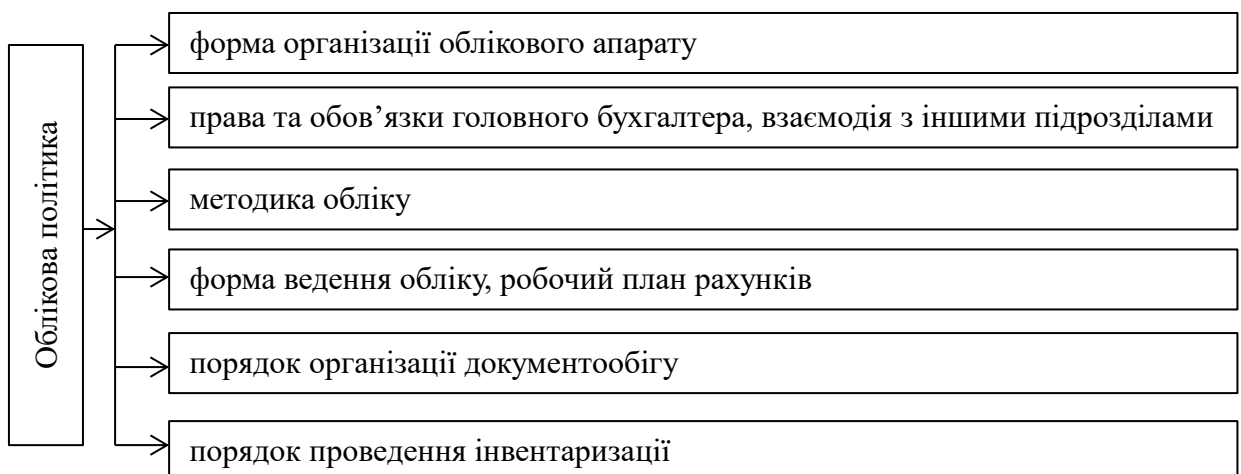 Облікова політика
форма організації облікового апарату
права та обов’язки головного бухгалтера, взаємодія з іншими підрозділами
методика обліку
форма ведення обліку, робочий план рахунків
порядок організації документообігу
порядок проведення інвентаризації